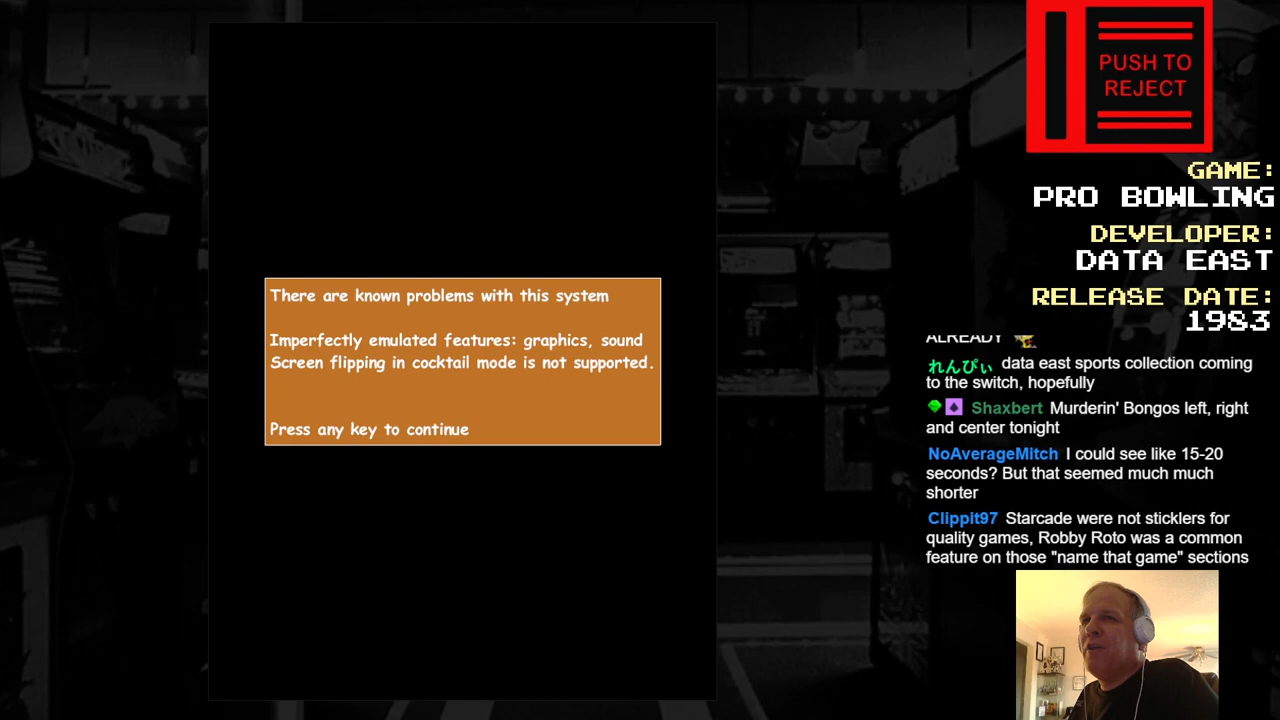 There are known problems with this system
Imperfectly emulated features: graphics, sound
Screen flipping in cocktail mode is not supported.
Press any key to continue
PUSH TO
REJECT
GAME:
PRO BOWLING
DEVELOPER:
DATA EAST
RELEASE DATE:
1983
ALREADY
れんぴぃ data east sports collection coming
to the switch, hopefully
Shaxbert Murderin' Bongos left, right
and center tonight
NoAverageMitch I could see like 15-20
seconds? But that seemed much much
shorter
Clippit97 Starcade were not sticklers for
quality games, Robby Roto was a common
feature on those "name that game" sections